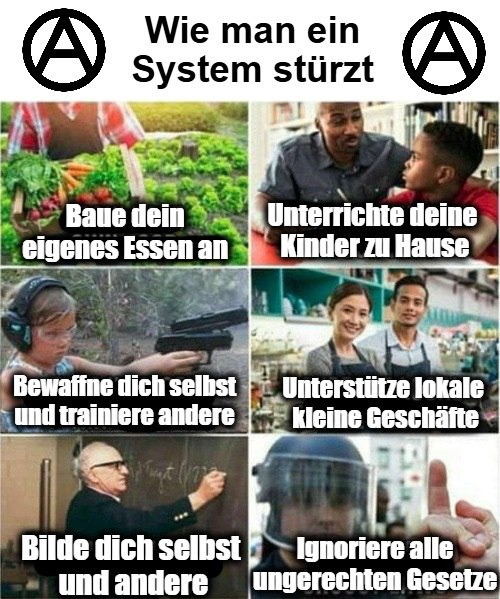 Wie man ein
System stürzt
Baue dein
eigenes Essen an
Unterrichte deine
Kinder zu Hause
Bewaffne dich selbst
und trainiere andere
Unterstütze lokale
kleine Geschäfte
Bilde dich selbst
und andere
Ignoriere alle
ungerechten Gesetze